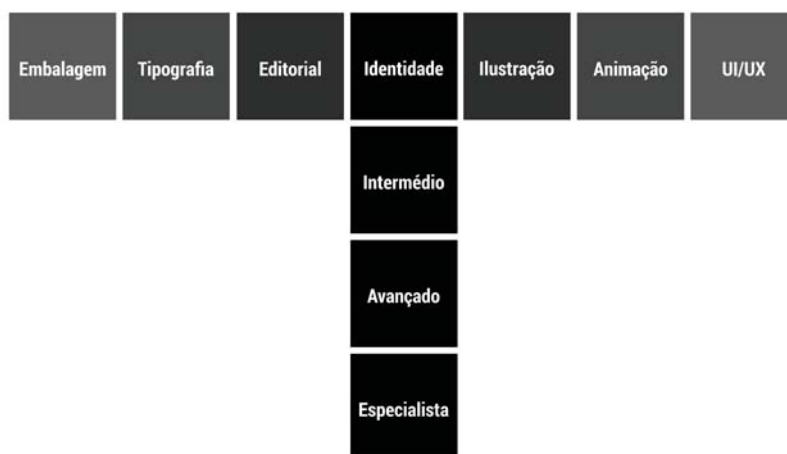 Embalagem
Tipografia
Editorial
Identidade
Ilustração
Animação
UI/UX
Intermédio
Avançado
Especialista